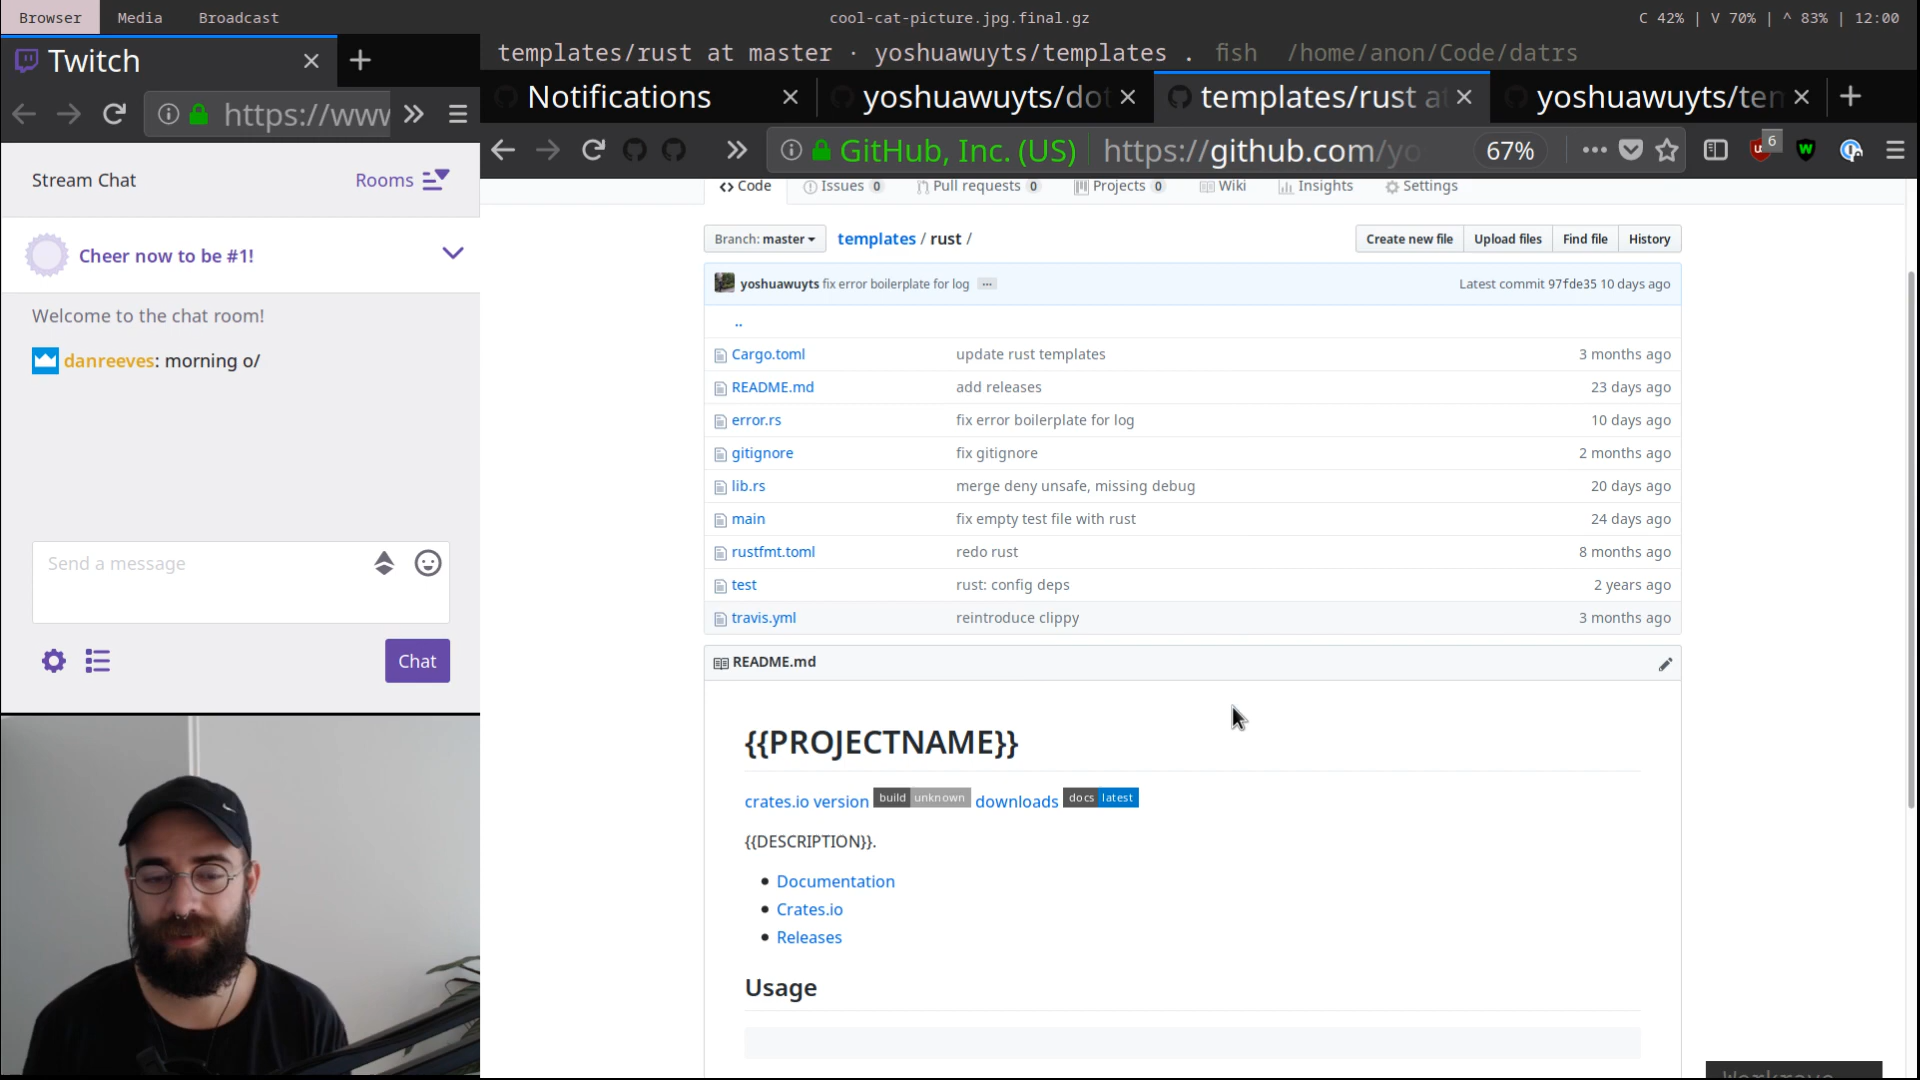 Browser Media Broadcast
cool-cat-picture.jpg.final.gz
C 42% | V 70% | ^ 83% | 12:00
Twitch
https://www
Stream Chat Rooms
Cheer now to be #1!
Welcome to the chat room!
danreeves: morning o/
Send a message
Chat
templates/rust at master · yoshuawuyts/templates . fish /home/anon/Code/datrs
Notifications yoshuawuyts/dot templates/rust at yoshuawuyts/tem
GitHub, Inc. (US) https://github.com/yo 67% 6
Code Issues 0 Pull requests 0 Projects 0 Wiki Insights Settings
Branch: master templates / rust / Create new file Upload files Find file History
yoshuawuyts fix error boilerplate for log ... Latest commit 97fde35 10 days ago
..
Cargo.toml update rust templates 3 months ago
README.md add releases 23 days ago
error.rs fix error boilerplate for log 10 days ago
gitignore fix gitignore 2 months ago
lib.rs merge deny unsafe, missing debug 20 days ago
main fix empty test file with rust 24 days ago
rustfmt.toml redo rust 8 months ago
test rust: config deps 2 years ago
travis.yml reintroduce clippy 3 months ago
README.md
{{PROJECTNAME}}
crates.io version build unknown downloads docs latest
{{DESCRIPTION}}.
Documentation
Crates.io
Releases
Usage